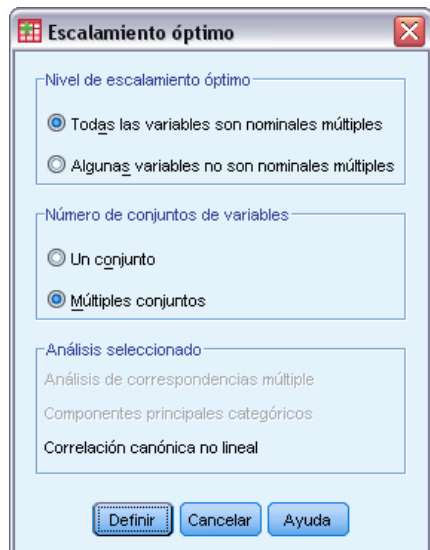 Escalamiento óptimo
Nivel de escalamiento óptimo
Todas las variables son nominales múltiples
Algunas variables no son nominales múltiples
Número de conjuntos de variables
Un conjunto
Múltiples conjuntos
Análisis seleccionado
Análisis de correspondencias múltiple
Componentes principales categóricos
Correlación canónica no lineal
Definir Cancelar Ayuda